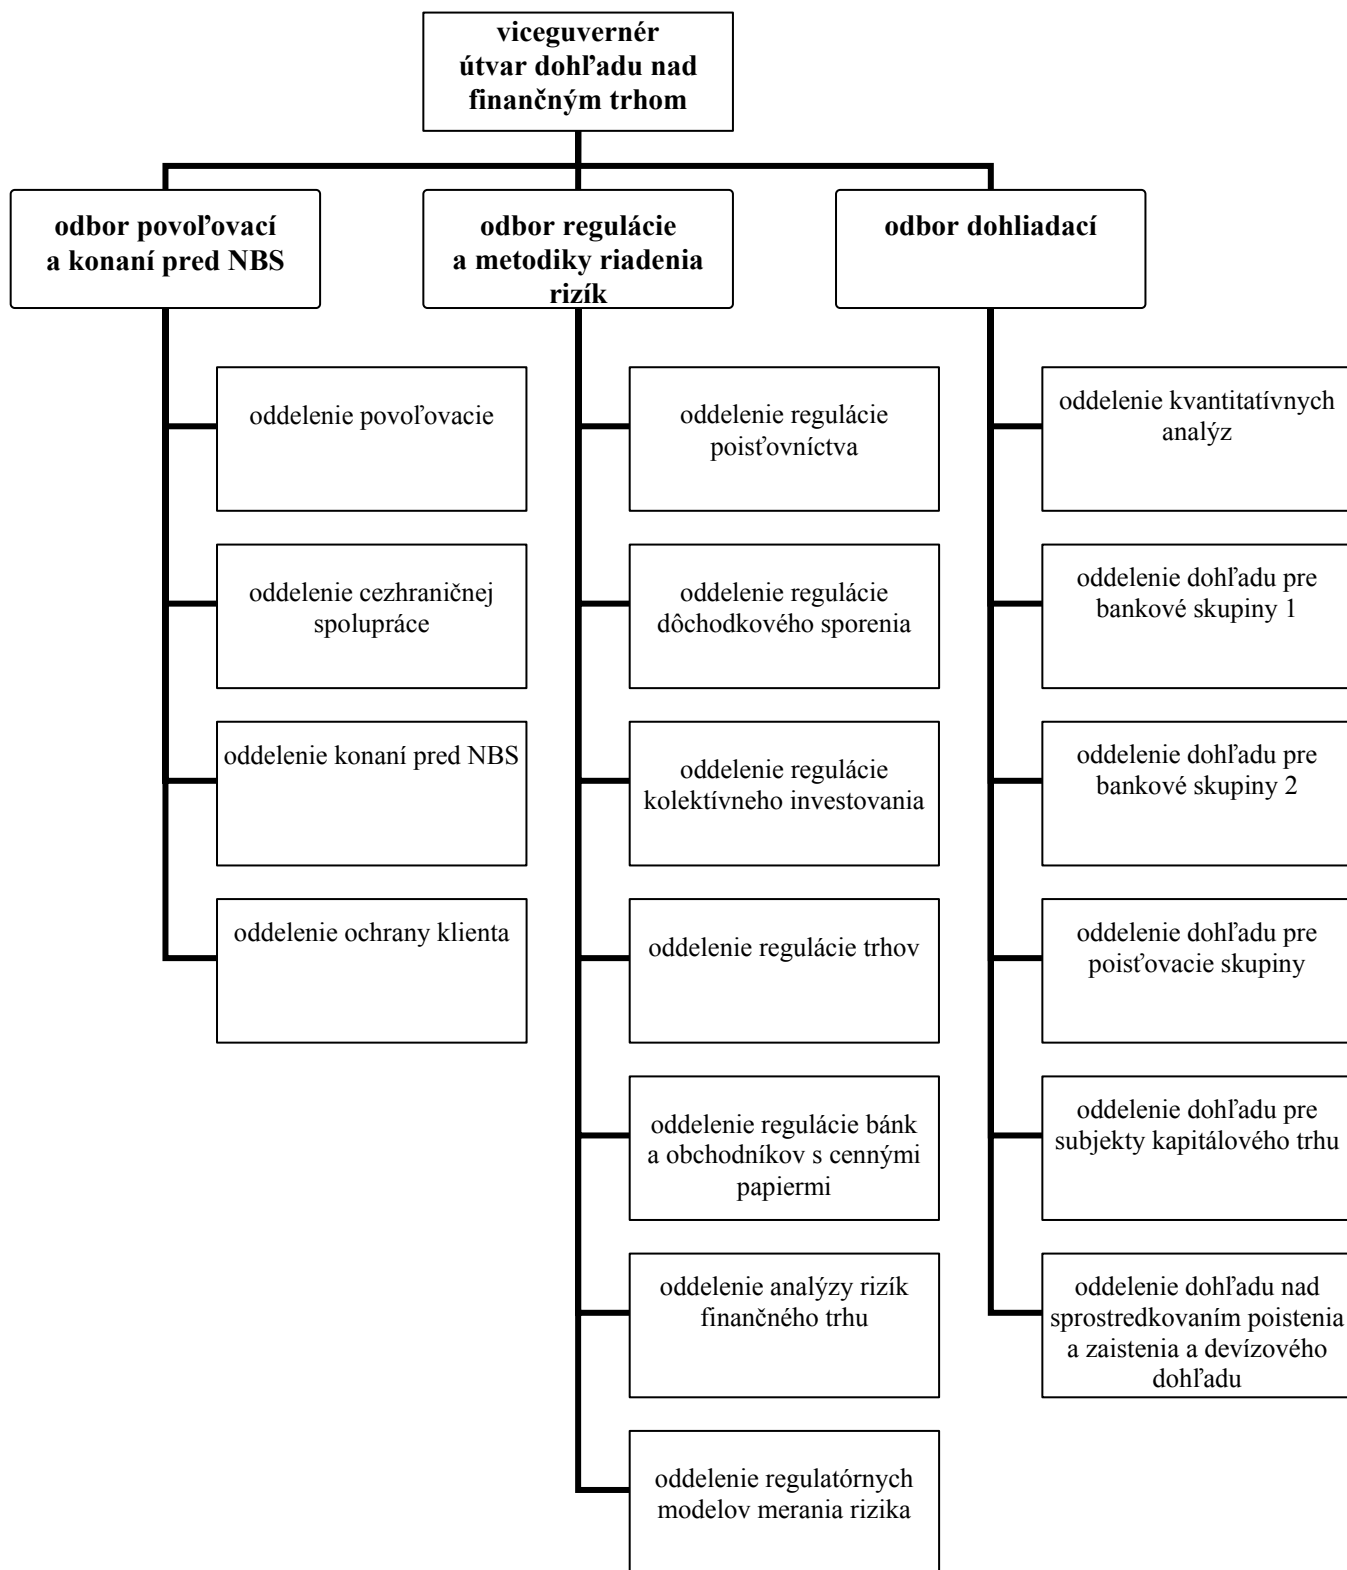 viceguvernér
útvar dohľadu nad
finančným trhom
odbor povoľovací
a konaní pred NBS
odbor regulácie
a metodiky riadenia
rizík
odbor dohliadací
oddelenie povoľovacie
oddelenie cezhraničnej
spolupráce
oddelenie konaní pred NBS
oddelenie ochrany klienta
oddelenie regulácie
poisťovníctva
oddelenie regulácie
dôchodkového sporenia
oddelenie regulácie
kolektívneho investovania
oddelenie regulácie trhov
oddelenie regulácie bánk
a obchodníkov s cennými
papiermi
oddelenie analýzy rizík
finančného trhu
oddelenie regulatórnych
modelov merania rizika
oddelenie kvantitatívnych
analýz
oddelenie dohľadu pre
bankové skupiny 1
oddelenie dohľadu pre
bankové skupiny 2
oddelenie dohľadu pre
poisťovacie skupiny
oddelenie dohľadu pre
subjekty kapitálového trhu
oddelenie dohľadu nad
sprostredkovaním poistenia
a zaistenia a devízového
dohľadu